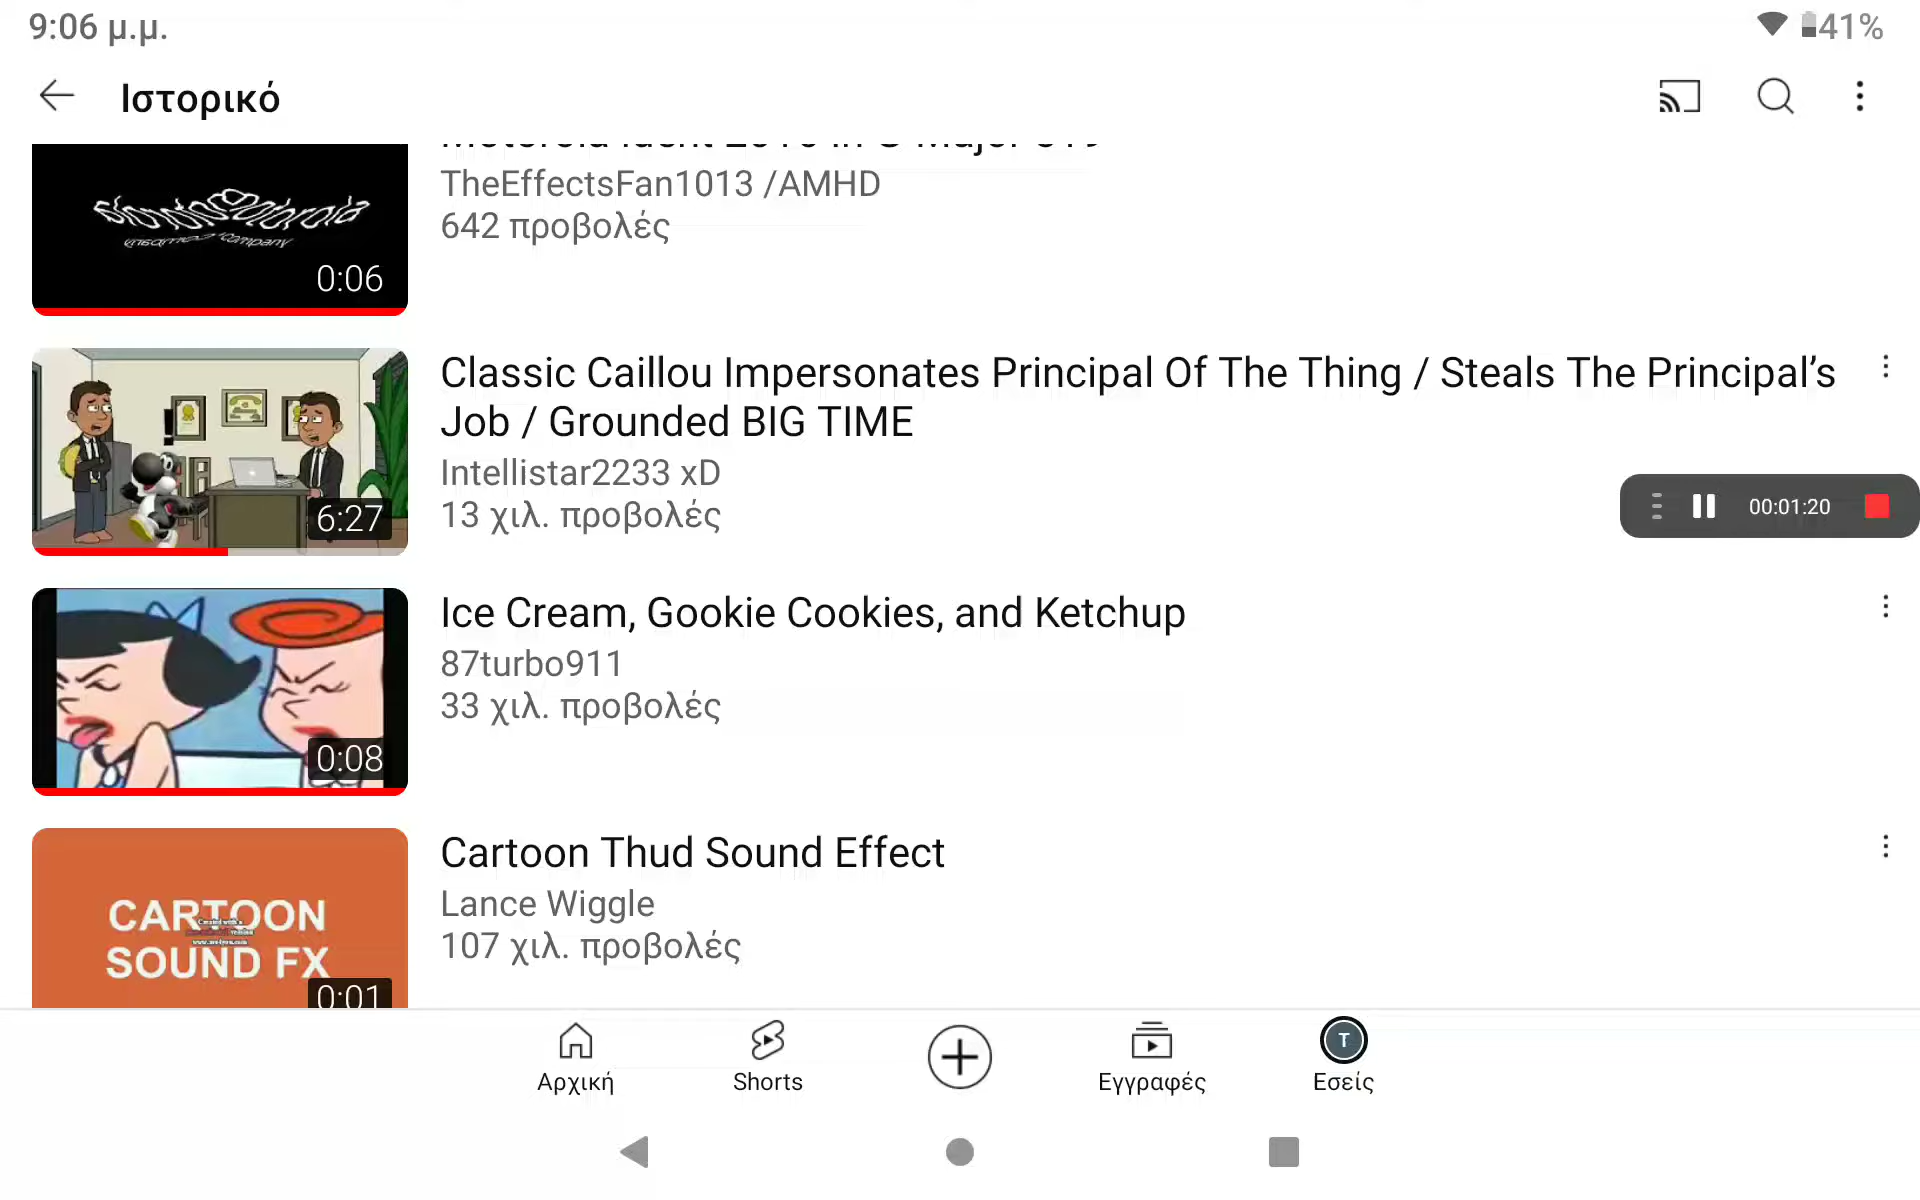 9:06 μ.μ.
41%
Ιστορικό
TheEffectsFan1013 /AMHD
642 προβολές
0:06
Classic Caillou Impersonates Principal Of The Thing / Steals The Principal’s
Job / Grounded BIG TIME
Intellistar2233 xD
13 χιλ. προβολές
6:27
00:01:20
Ice Cream, Gookie Cookies, and Ketchup
87turbo911
33 χιλ. προβολές
0:08
Cartoon Thud Sound Effect
Lance Wiggle
107 χιλ. προβολές
CARTOON
SOUND FX
0:01
Αρχική
Shorts
Εγγραφές
T
Εσείς